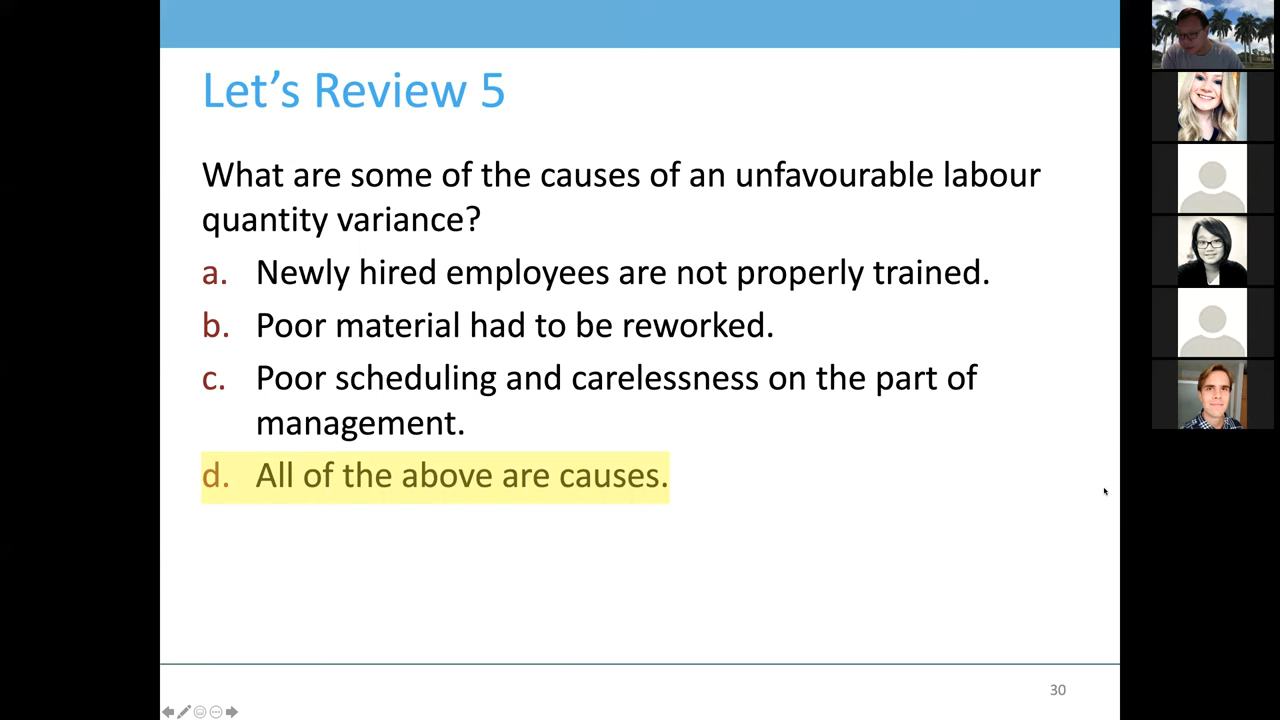 Let’s Review 5
What are some of the causes of an unfavourable labour
quantity variance?
a. Newly hired employees are not properly trained.
b. Poor material had to be reworked.
c. Poor scheduling and carelessness on the part of
management.
d. All of the above are causes.
30